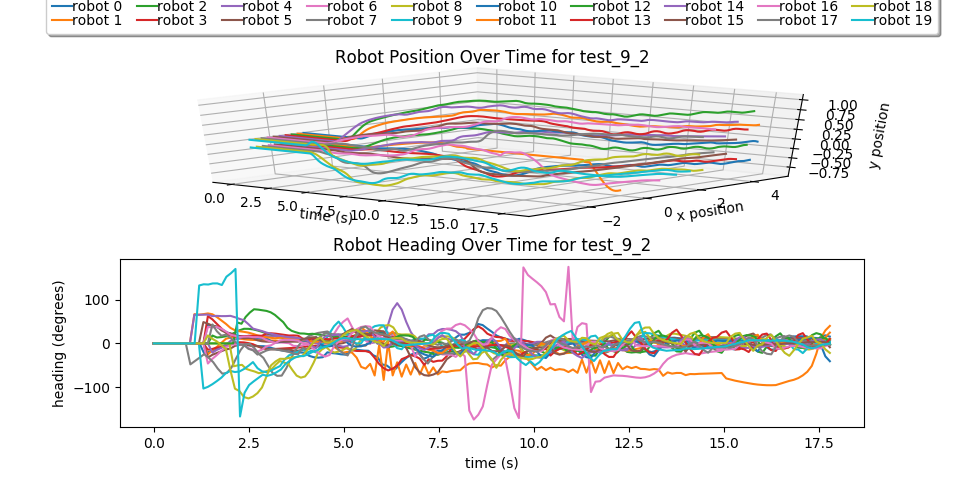 robot 0 robot 2 robot 4 robot 6 robot 8 robot 10 robot 12 robot 14 robot 16 robot 18
robot 1 robot 3 robot 5 robot 7 robot 9 robot 11 robot 13 robot 15 robot 17 robot 19
Robot Position Over Time for test_9_2
1.00
0.75
0.50
0.25
0.00
−0.25
−0.50
−0.75
y position
0.0 2.5 5.0 7.5 10.0 12.5 15.0 17.5
time (s)
−2 0 2 4
x position
Robot Heading Over Time for test_9_2
100
0
−100
heading (degrees)
0.0 2.5 5.0 7.5 10.0 12.5 15.0 17.5
time (s)